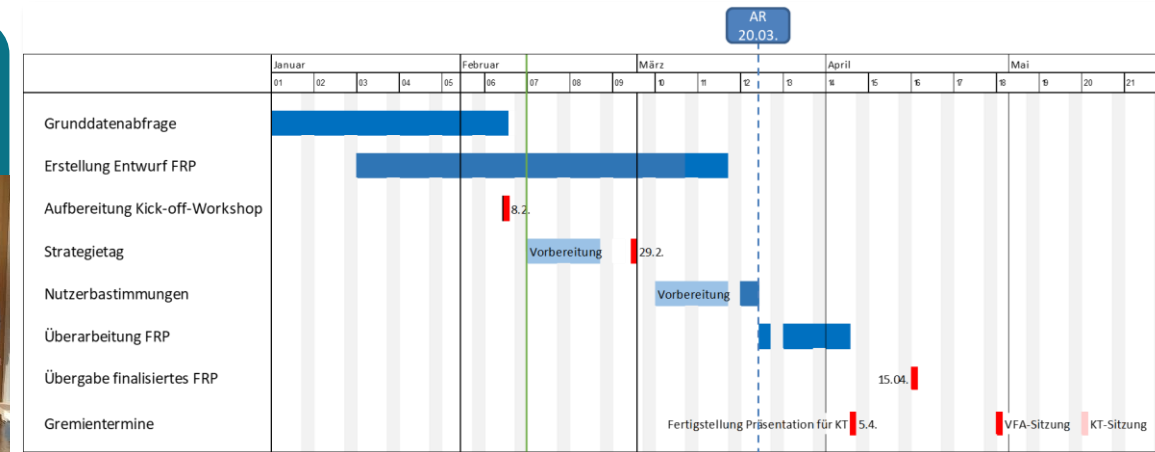 AR
20.03.
Januar Februar März April Mai
01 02 03 04 05 06 07 08 09 10 11 12 13 14 15 16 17 18 19 20 21
Grunddatenabfrage
Erstellung Entwurf FRP
Aufbereitung Kick-off-Workshop 8.2.
Strategietag Vorbereitung 29.2.
Nutzerbastimmungen Vorbereitung
Überarbeitung FRP
Übergabe finalisiertes FRP 15.04.
Gremientermine Fertigstellung Präsentation für KT 5.4. VFA-Sitzung KT-Sitzung